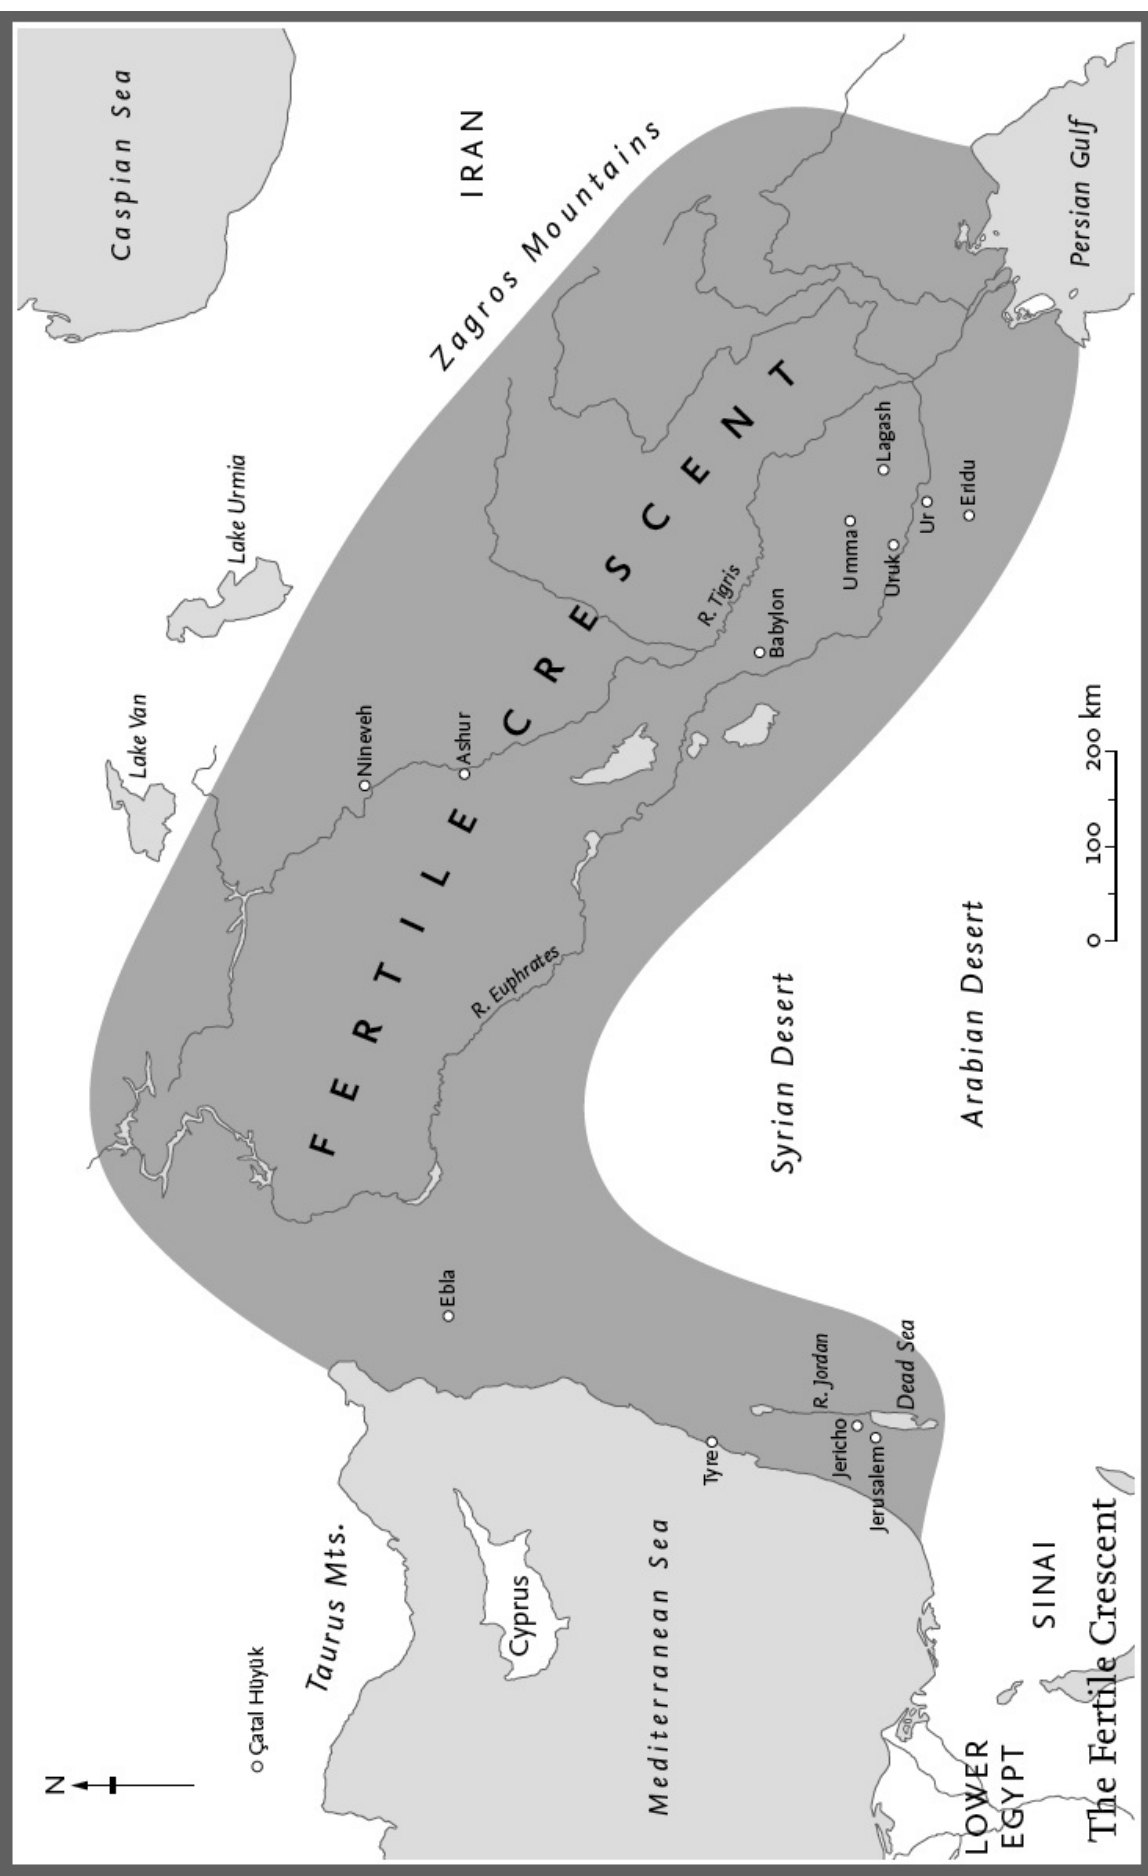 N
Çatal Hüyük
Taurus Mts.
Cyprus
Mediterranean Sea
LOWER
EGYPT
SINAI
The Fertile Crescent
Tyre
Jericho
Jerusalem
R. Jordan
Dead Sea
Ebla
Syrian Desert
Arabian Desert
0 100 200 km
FERTILE CRESCENT
R. Euphrates
R. Tigris
Nineveh
Ashur
Lake Van
Lake Urmia
Babylon
Umma
Uruk
Lagash
Ur
Eridu
Zagros Mountains
IRAN
Caspian Sea
Persian Gulf